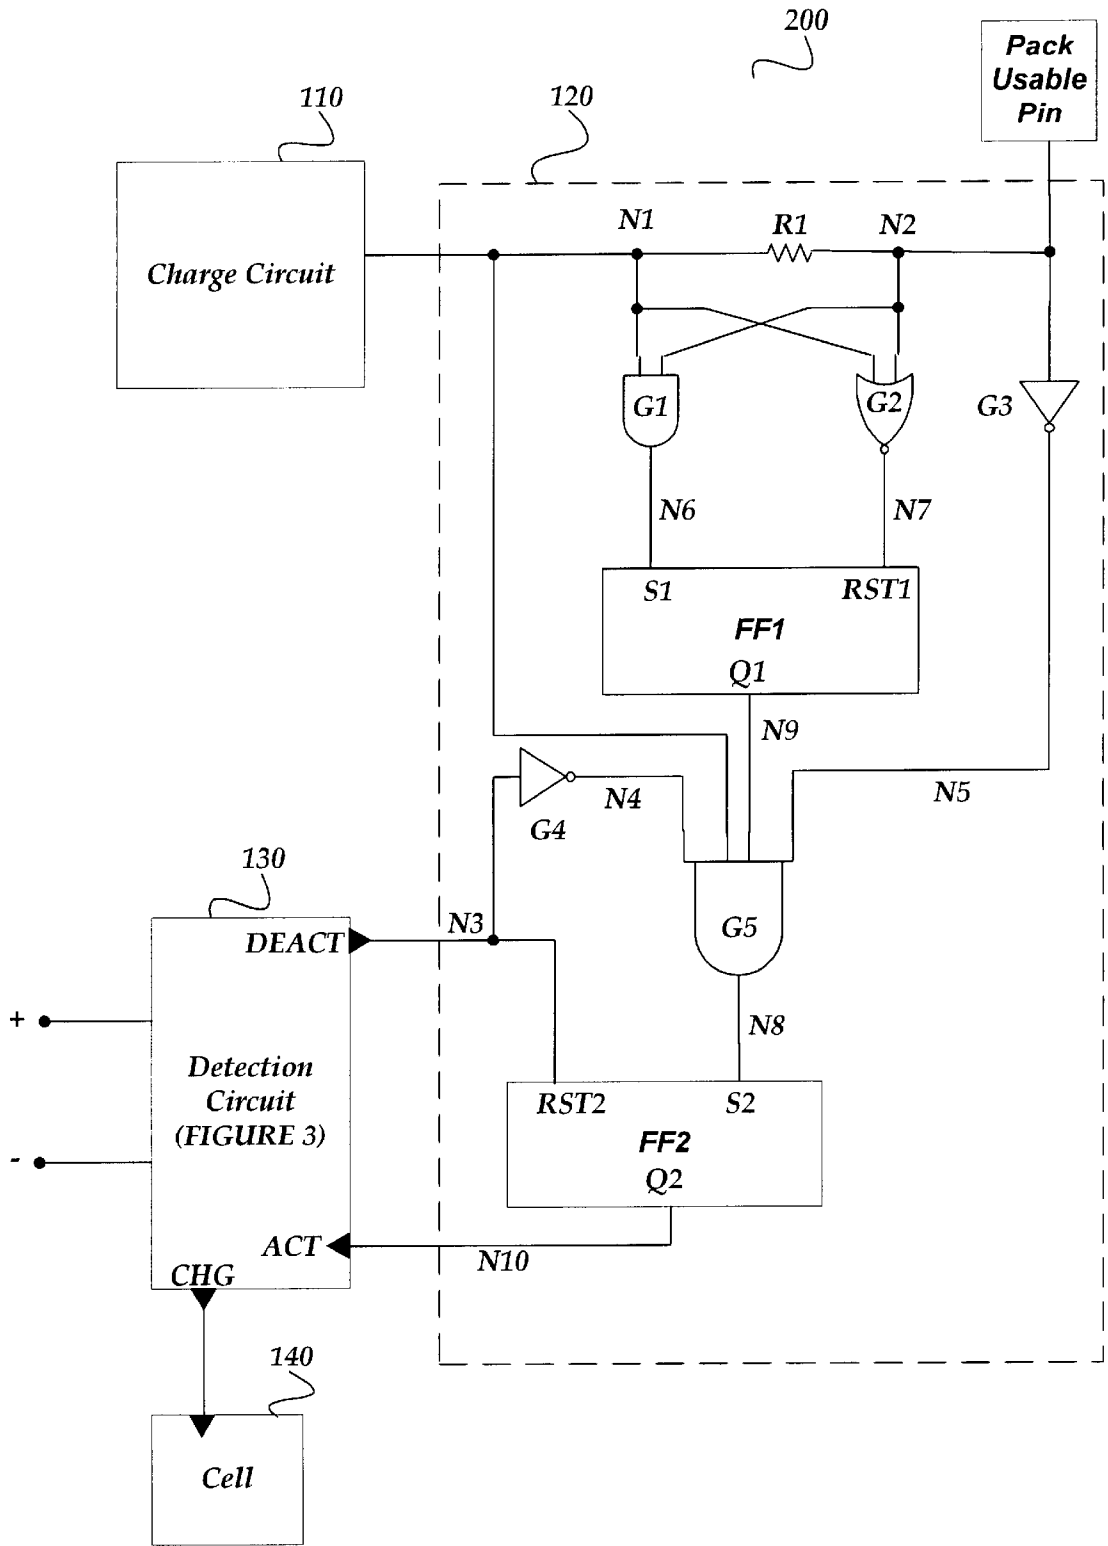 200
Pack
Usable
Pin
110
120
N1
R1
N2
Charge Circuit
G1
G2
G3
N6
N7
S1
RST1
FF1
Q1
N9
N4
N5
G4
130
N3
G5
DEACT
+
N8
Detection
Circuit
(FIGURE 3)
RST2
S2
FF2
-
Q2
ACT
N10
CHG
140
Cell